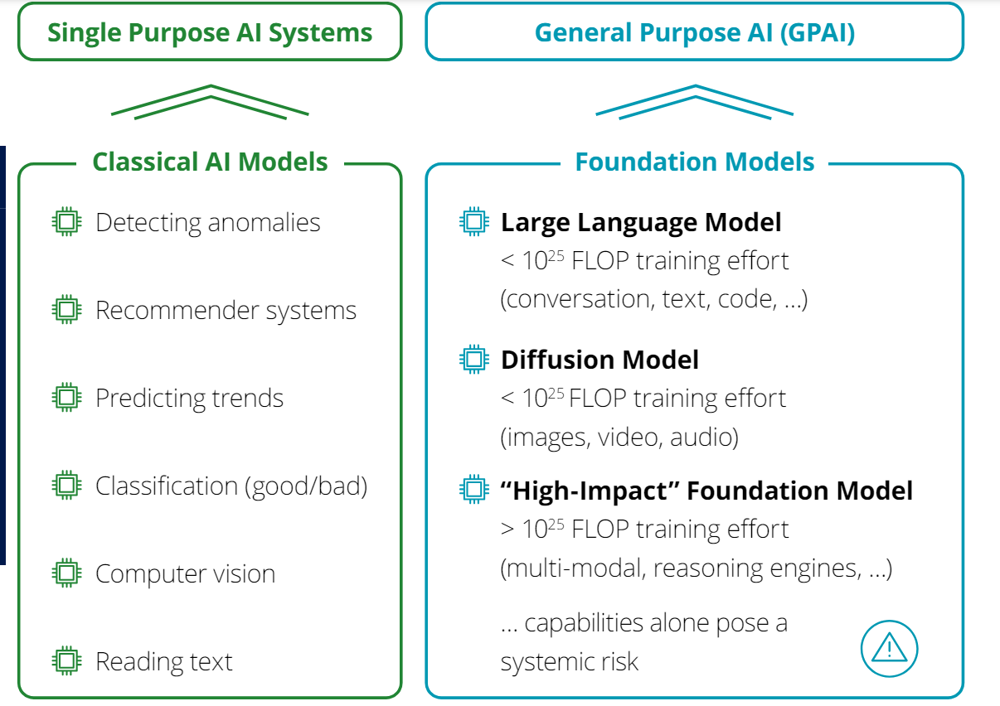 Single Purpose AI Systems
General Purpose AI (GPAI)
Classical AI Models
Detecting anomalies
Recommender systems
Predicting trends
Classification (good/bad)
Computer vision
Reading text
Foundation Models
Large Language Model
< 10²⁵ FLOP training effort
(conversation, text, code, ...)
Diffusion Model
< 10²⁵ FLOP training effort
(images, video, audio)
“High-Impact” Foundation Model
> 10²⁵ FLOP training effort
(multi-modal, reasoning engines, ...)
... capabilities alone pose a
systemic risk